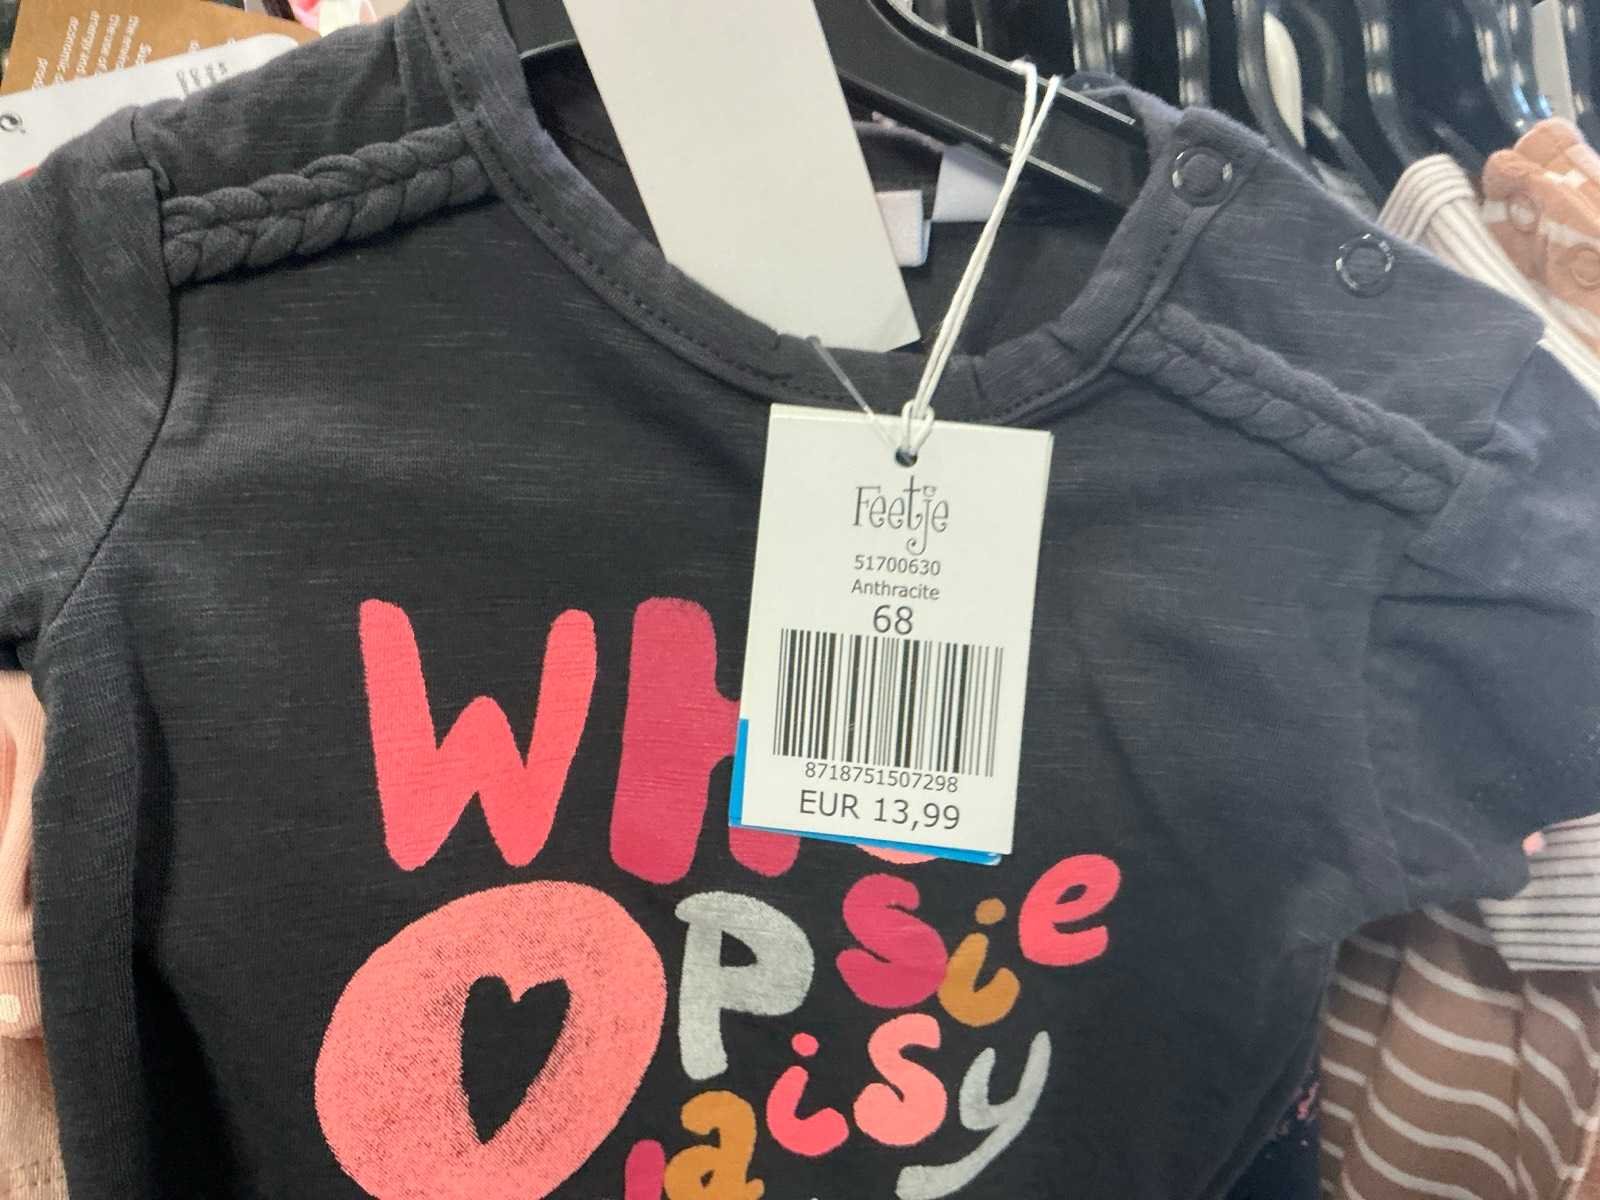 Feetje
51700630
Anthracite
68
8718751507298
EUR 13,99
WH
Opsie
aisy